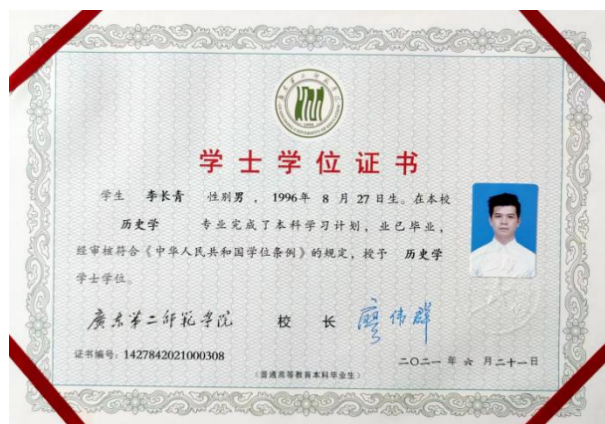 学士学位证书
学生 李长青 性别男，1996年 8 月27日生。在本校
历史学 专业完成了本科学习计划，业已毕业，
经审核符合《中华人民共和国学位条例》的规定，授予 历史学
学士学位。
廣东第二师範学院 校 长 廖伟群
证书编号：1427842021000308 二〇二一年 六 月二十一日
（普通高等教育本科毕业生）